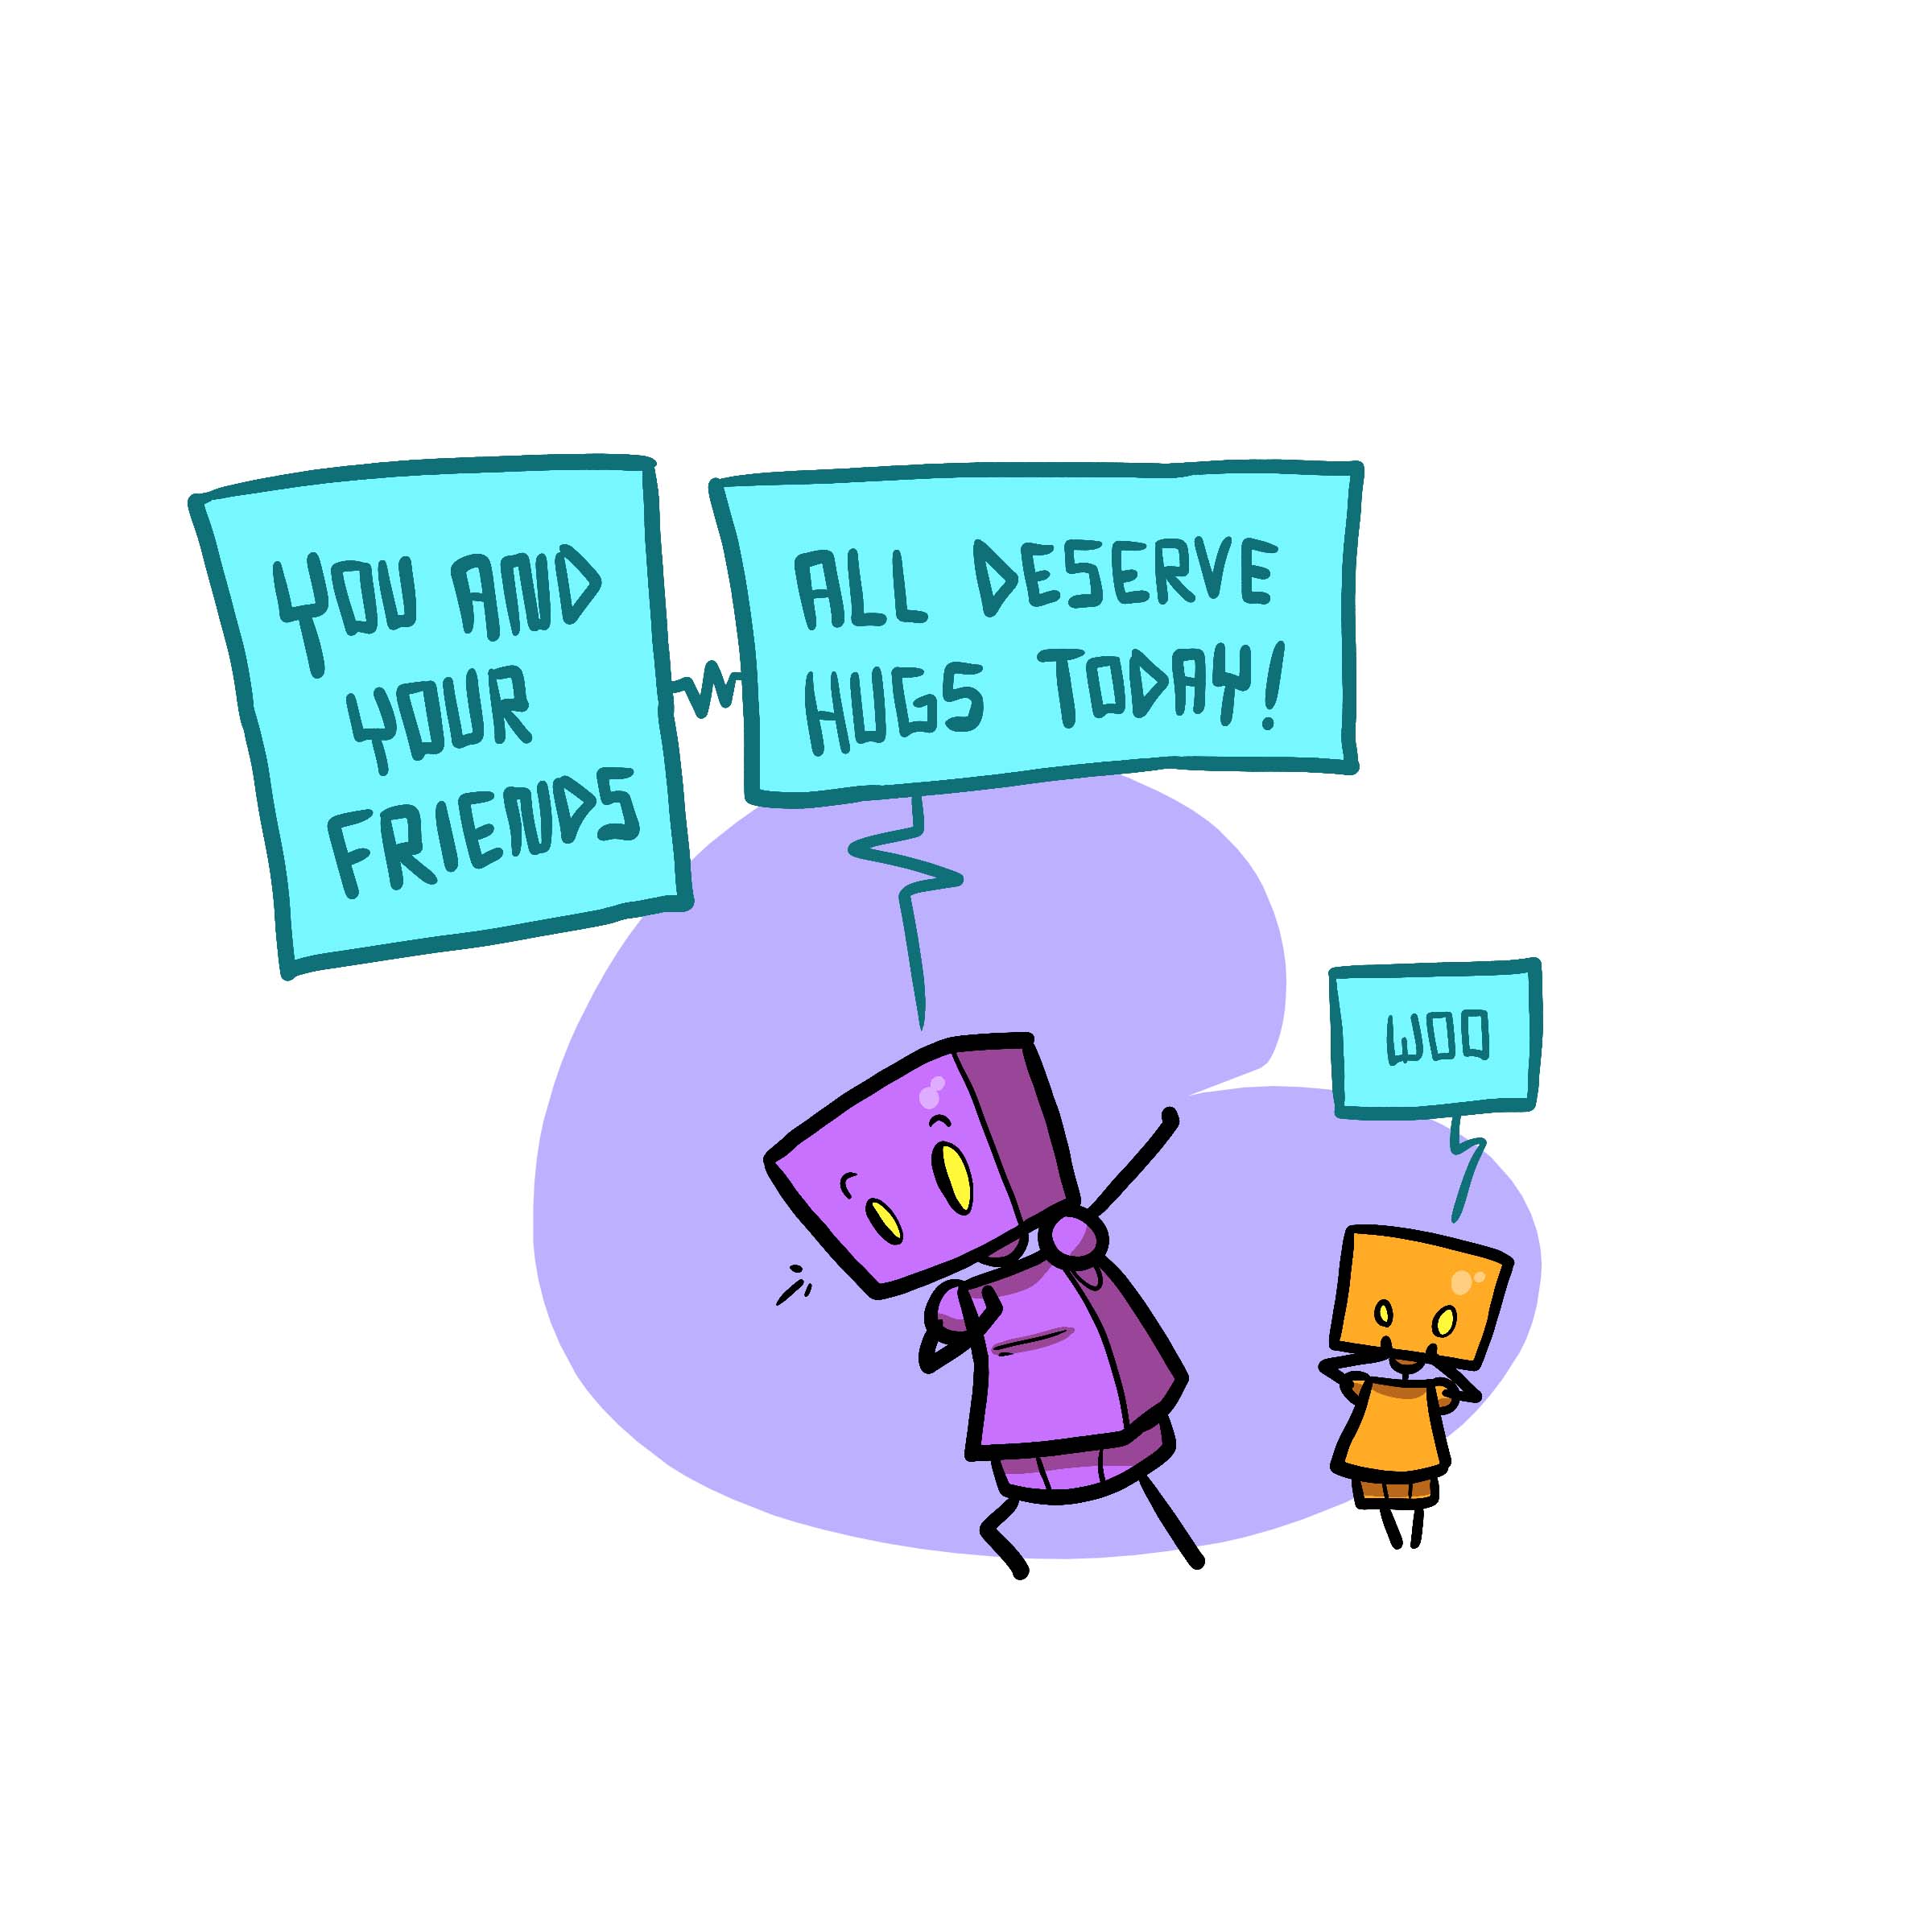 YOU AND
YOUR
FRIENDS
ALL DESERVE
HUGS TODAY!
WOO